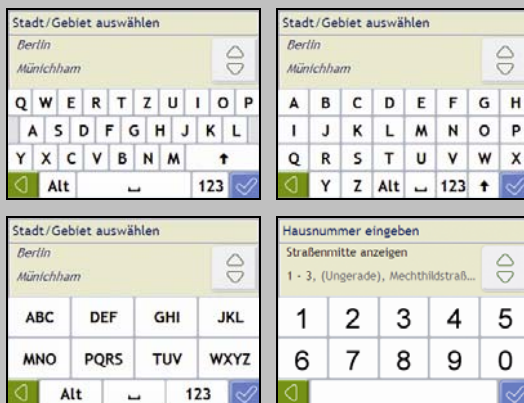 Stadt/Gebiet auswählen
Berlin
Münichham
Q W E R T Z U I O P
A S D F G H J K L
Y X C V B N M
Alt 123
Stadt/Gebiet auswählen
Berlin
Münichham
A B C D E F G H
I J K L M N O P
Q R S T U V W X
Y Z Alt 123
Stadt/Gebiet auswählen
Berlin
Münichham
ABC DEF GHI JKL
MNO PQRS TUV WXYZ
Alt 123
Hausnummer eingeben
Straßenmitte anzeigen
1 - 3, (Ungerade), Mechthildstraß...
1 2 3 4 5
6 7 8 9 0